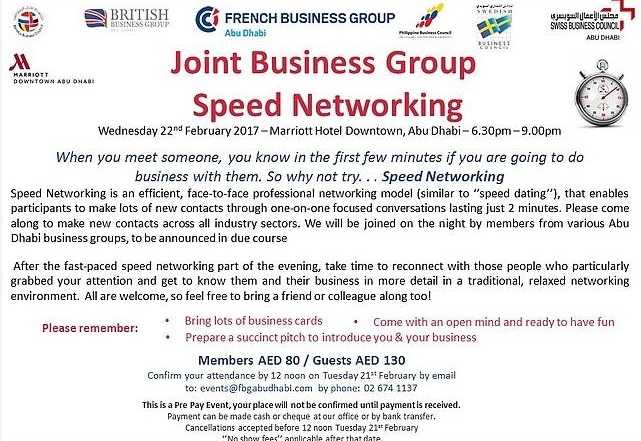 BRITISH
BUSINESS GROUP
ABU DHABI
FRENCH BUSINESS GROUP
Abu Dhabi
Philippine Business Council
SWEDISH
BUSINESS
COUNCIL
مجلس الأعمال السويسري
SWISS BUSINESS COUNCIL
ABU DHABI
MARRIOTT
DOWNTOWN ABU DHABI
Joint Business Group
Speed Networking
Wednesday 22nd February 2017 – Marriott Hotel Downtown, Abu Dhabi – 6.30pm – 9.00pm
When you meet someone, you know in the first few minutes if you are going to do
business with them. So why not try. . . Speed Networking
Speed Networking is an efficient, face-to-face professional networking model (similar to ‘‘speed dating’’), that enables
participants to make lots of new contacts through one-on-one focused conversations lasting just 2 minutes. Please come
along to make new contacts across all industry sectors. We will be joined on the night by members from various Abu
Dhabi business groups, to be announced in due course
After the fast-paced speed networking part of the evening, take time to reconnect with those people who particularly
grabbed your attention and get to know them and their business in more detail in a traditional, relaxed networking
environment. All are welcome, so feel free to bring a friend or colleague along too!
Please remember:
• Bring lots of business cards
• Come with an open mind and ready to have fun
• Prepare a succinct pitch to introduce you & your business
Members AED 80 / Guests AED 130
Confirm your attendance by 12 noon on Tuesday 21st February by email
to: events@fbgabudhabi.com by phone: 02 674 1137
This is a Pre Pay Event, your place will not be confirmed until payment is received.
Payment can be made cash or cheque at our office or by bank transfer.
Cancellations accepted before 12 noon Tuesday 21st February
‘‘No show fees’’ applicable after that date.